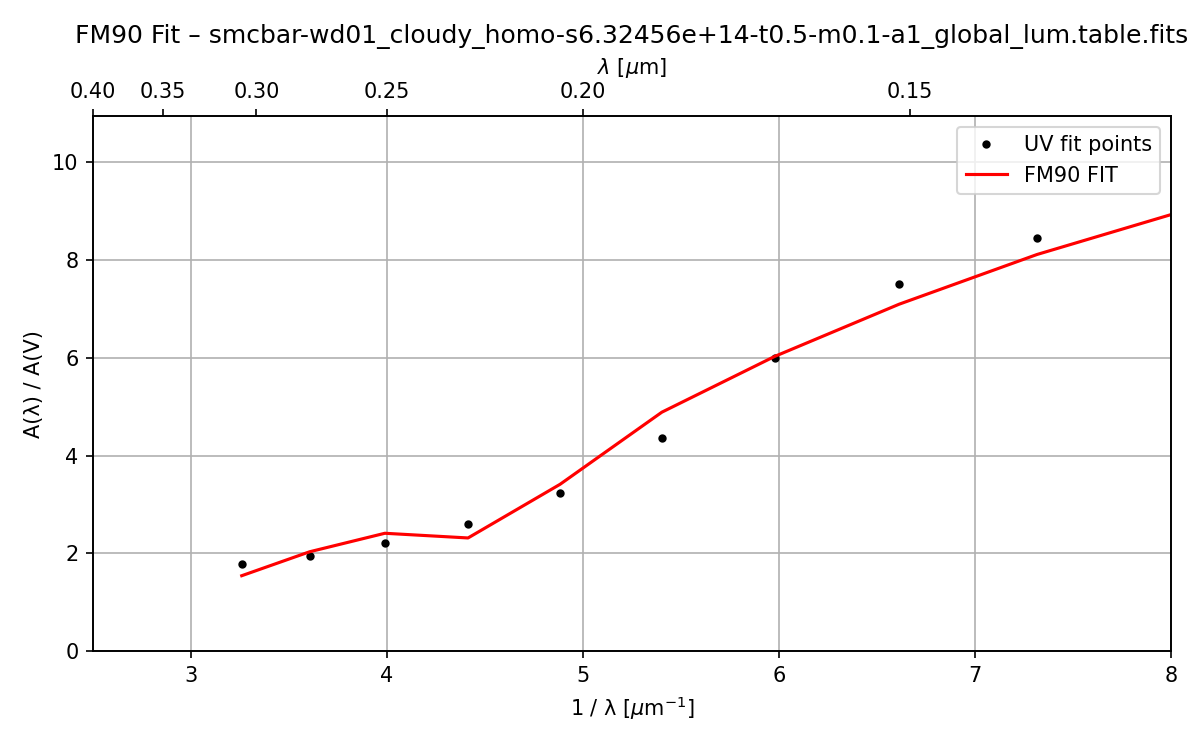 FM90 Fit – smcbar-wd01_cloudy_homo-s6.32456e+14-t0.5-m0.1-a1_global_lum.table.fits
λ [μm]
0.40 0.35 0.30 0.25 0.20 0.15
UV fit points
FM90 FIT
10
8
6
4
2
0
A(λ) / A(V)
3 4 5 6 7 8
1 / λ [μm⁻¹]